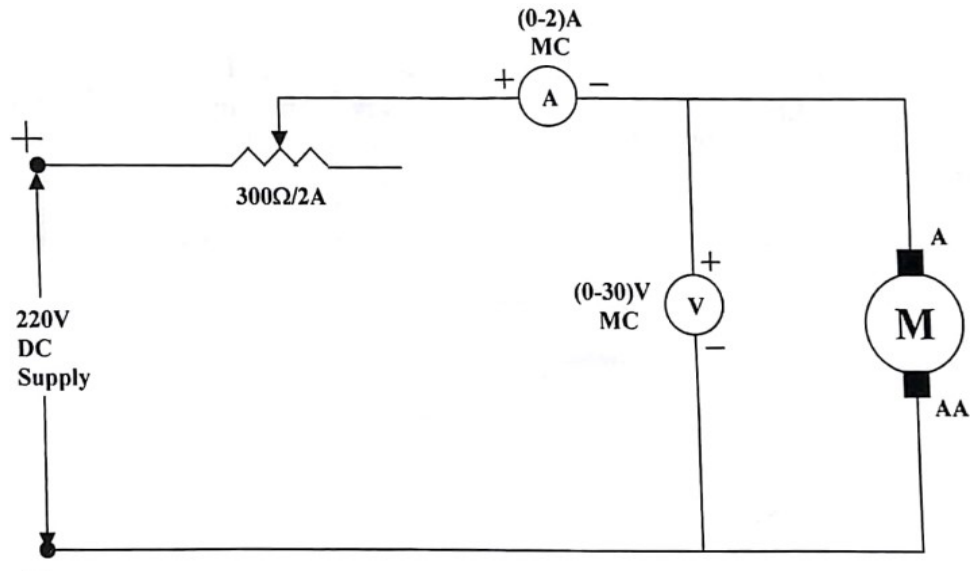 (0-2)A
MC
+ A −
+
300Ω/2A
A
(0-30)V
MC
+
V
−
M
220V
DC
Supply
AA